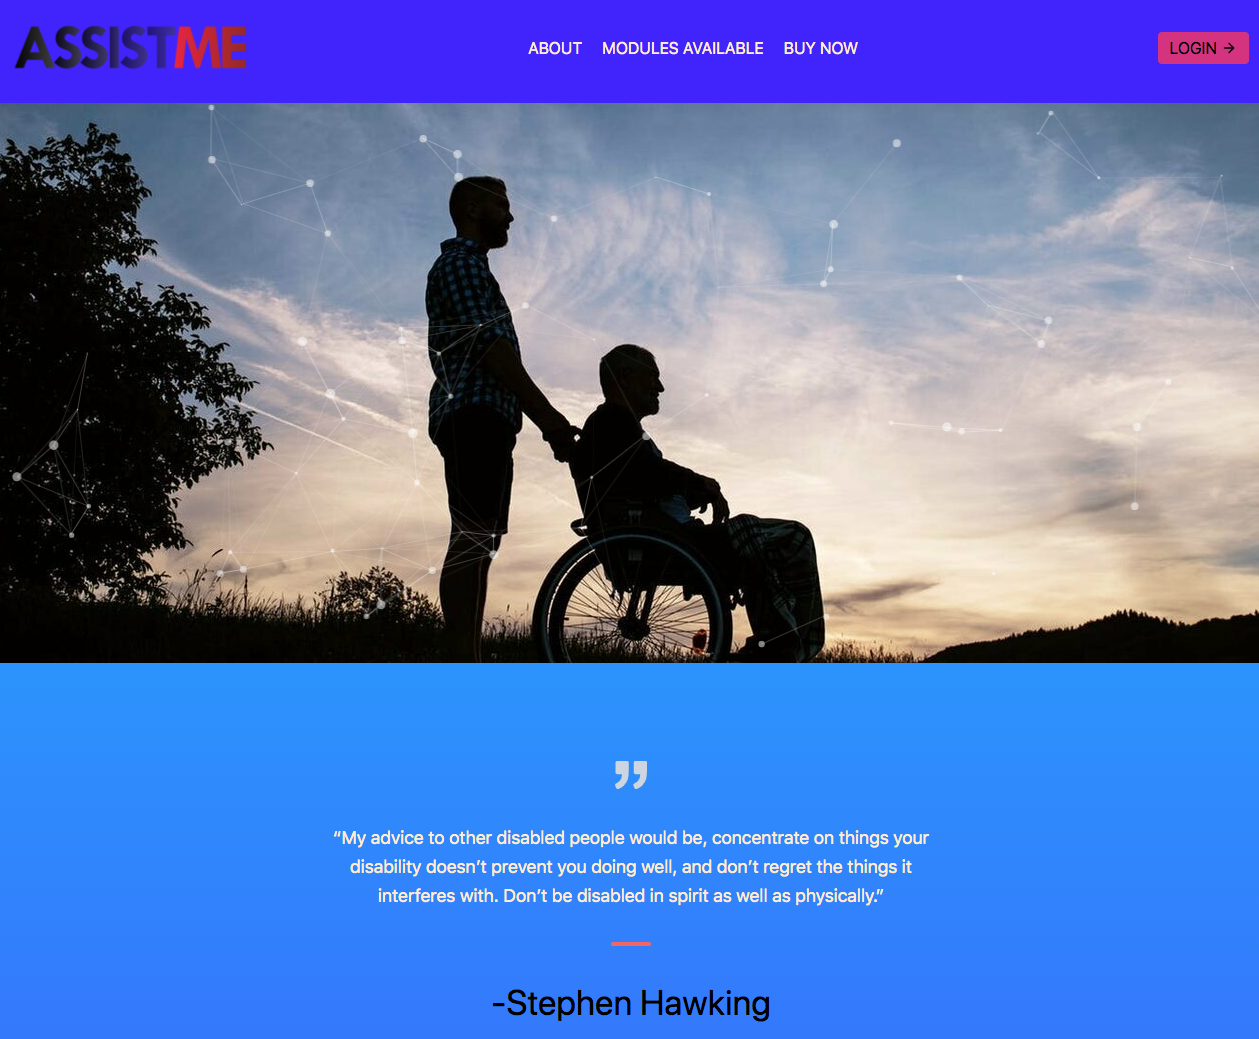 ASSISTME
ABOUT MODULES AVAILABLE BUY NOW
LOGIN →
”
“My advice to other disabled people would be, concentrate on things your
disability doesn’t prevent you doing well, and don’t regret the things it
interferes with. Don’t be disabled in spirit as well as physically.”
-Stephen Hawking